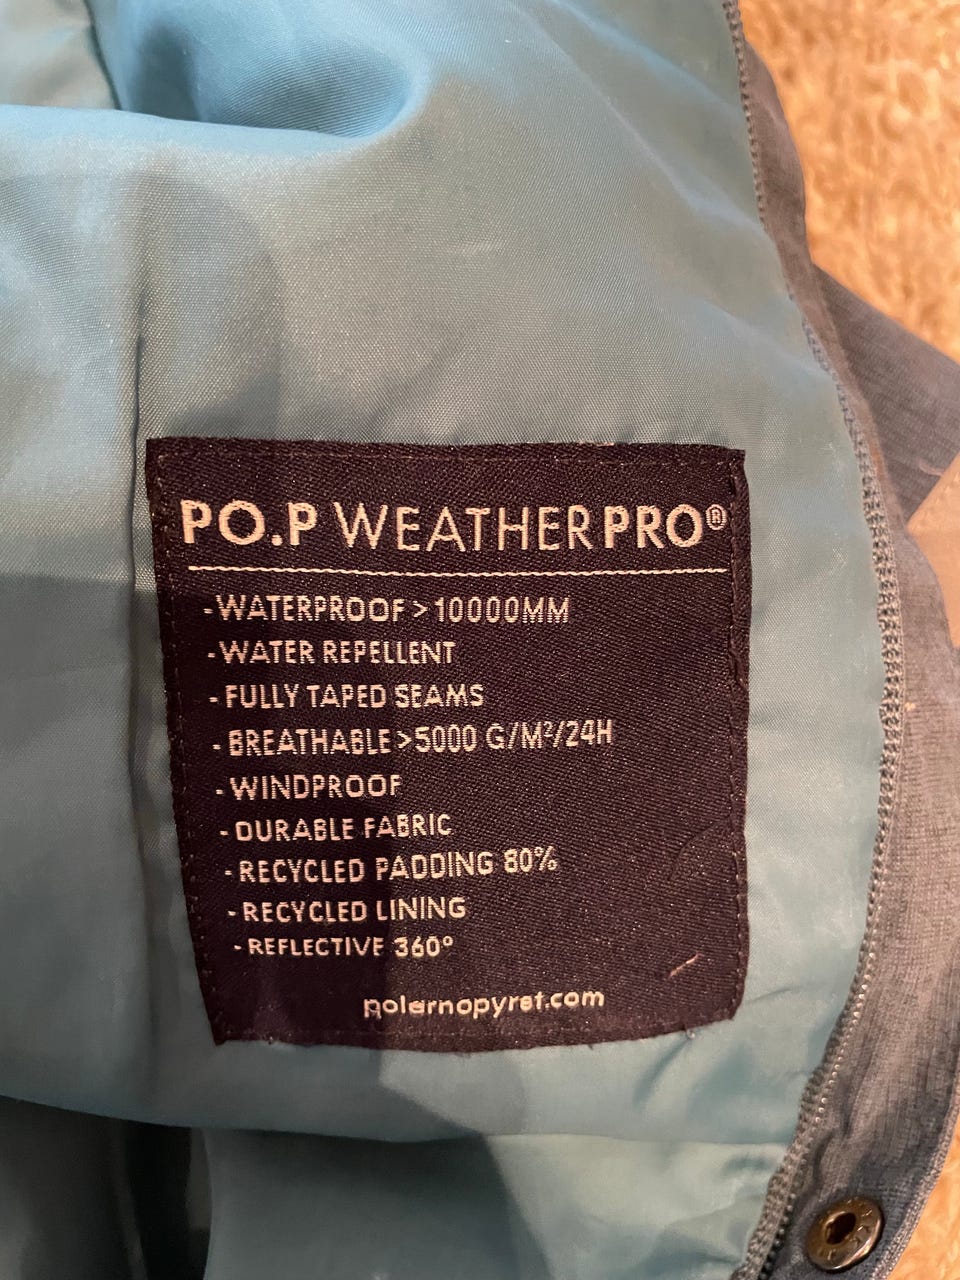 PO.P WEATHERPRO®
-WATERPROOF >10000MM
-WATER REPELLENT
-FULLY TAPED SEAMS
-BREATHABLE >5000 G/M²/24H
-WINDPROOF
-DURABLE FABRIC
-RECYCLED PADDING 80%
-RECYCLED LINING
-REFLECTIVE 360°
polarnopyret.com